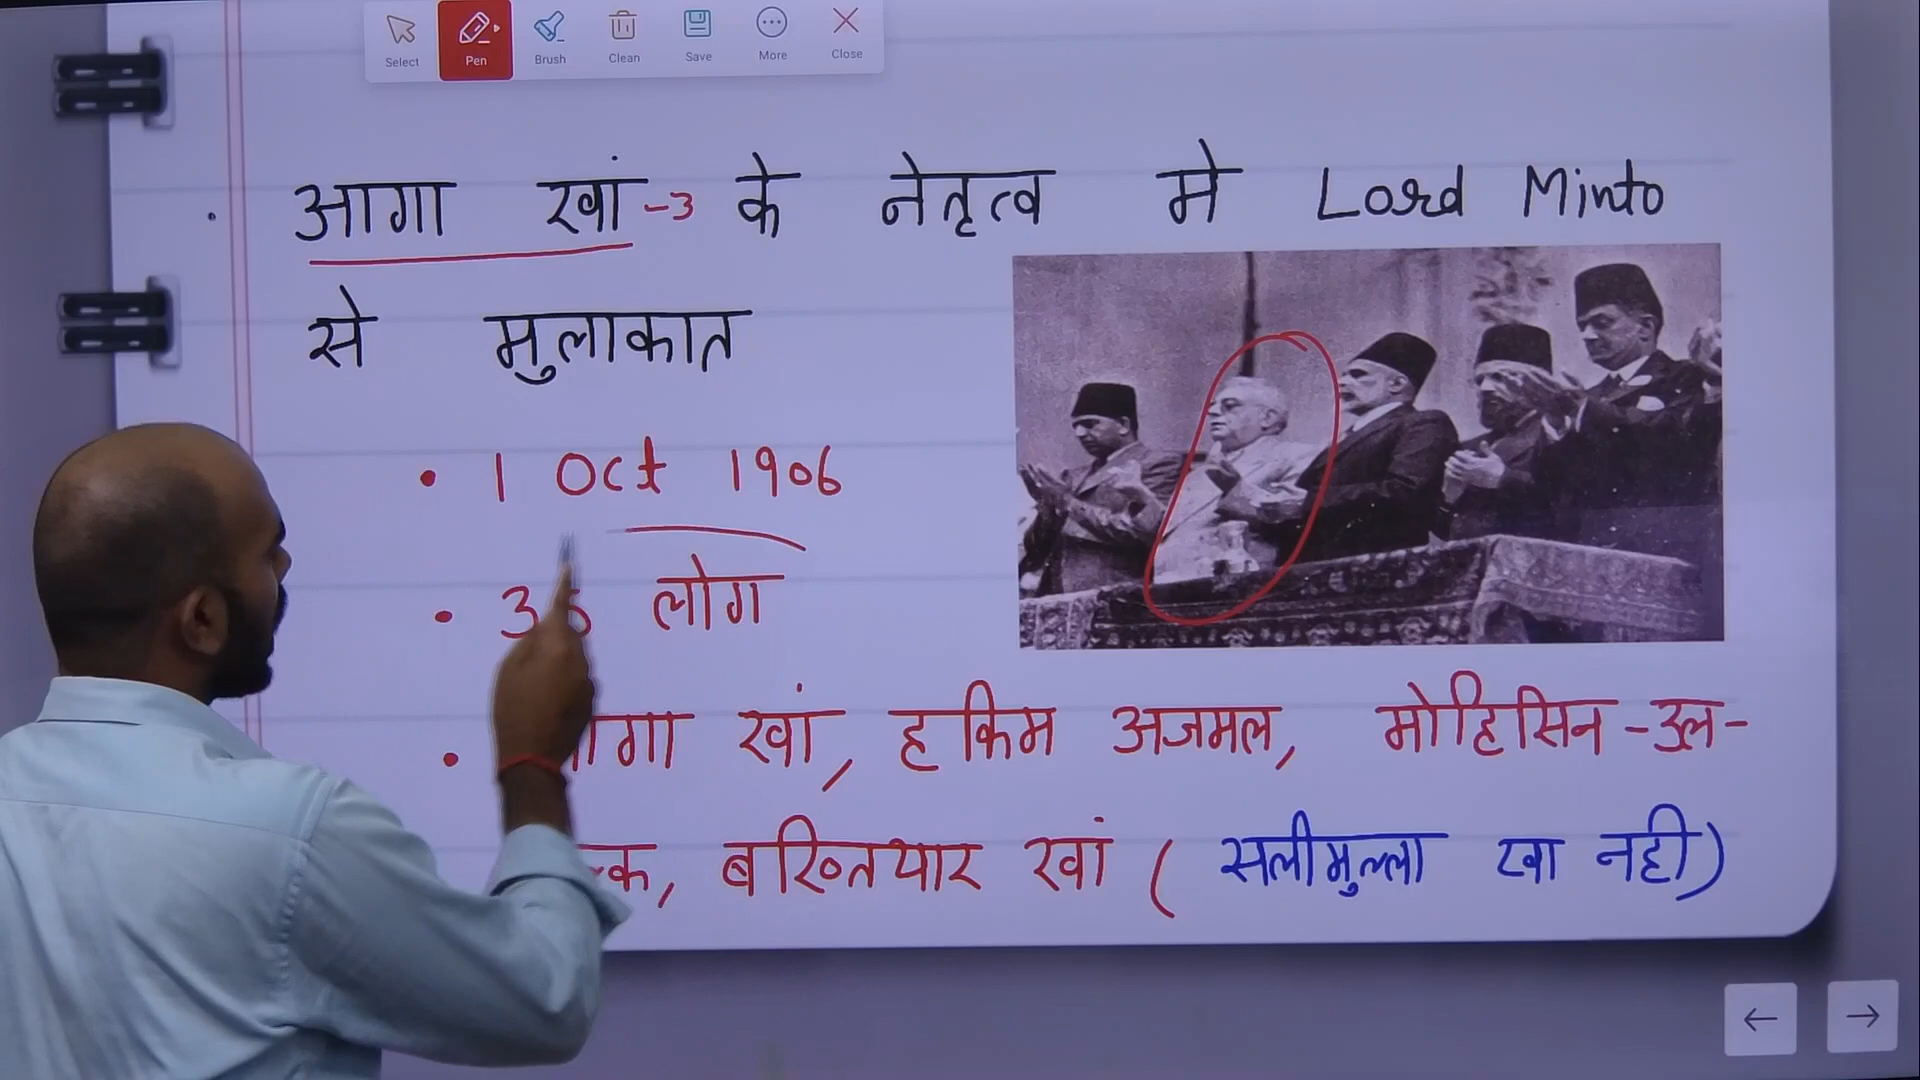 Select Pen Brush Clean Save More Close
आगा खां -3 के नेतृत्व मे Lord Minto
से मुलाकात
1 Oct 1906
लोग
खां, हकिम अजमल, मोहिसिन -उल-
बख्तियार खां ( सलीमुल्ला खा नही)